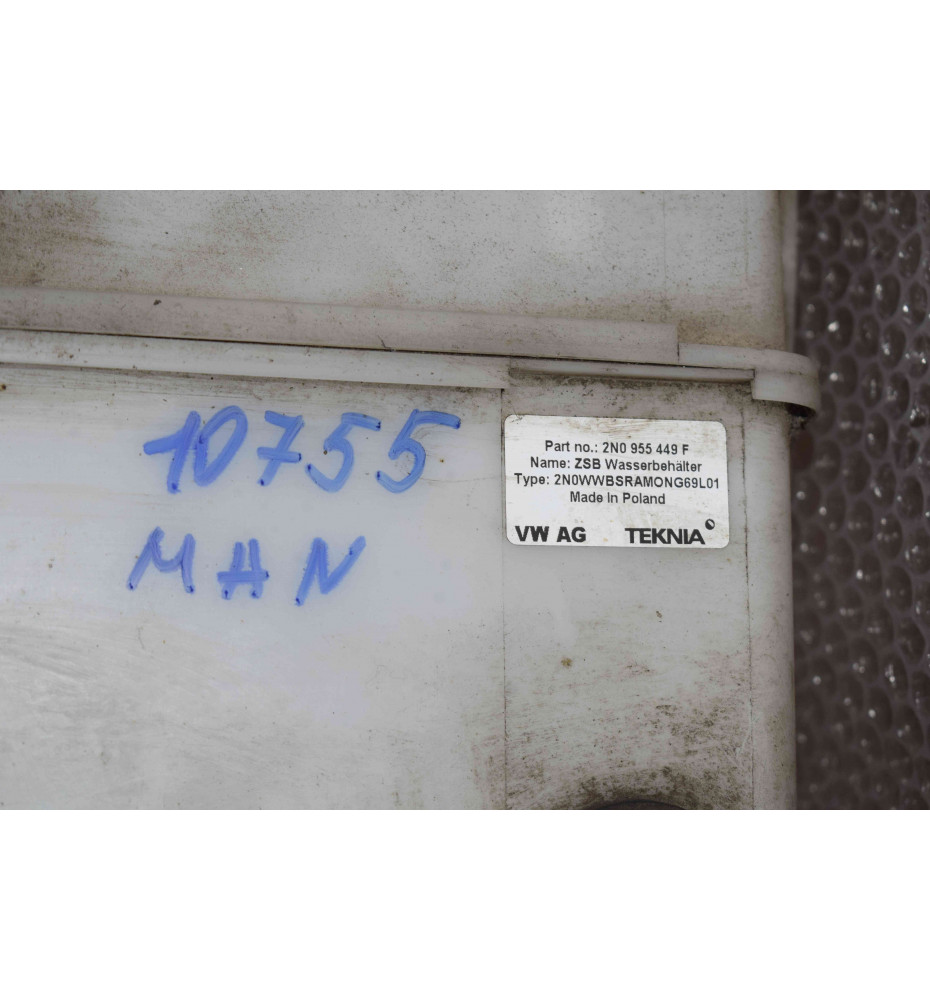 10755
MAN
Part no.: 2N0 955 449 F
Name: ZSB Wasserbehälter
Type: 2N0WWBSRAMONG69L01
Made in Poland
VW AG TEKNIA